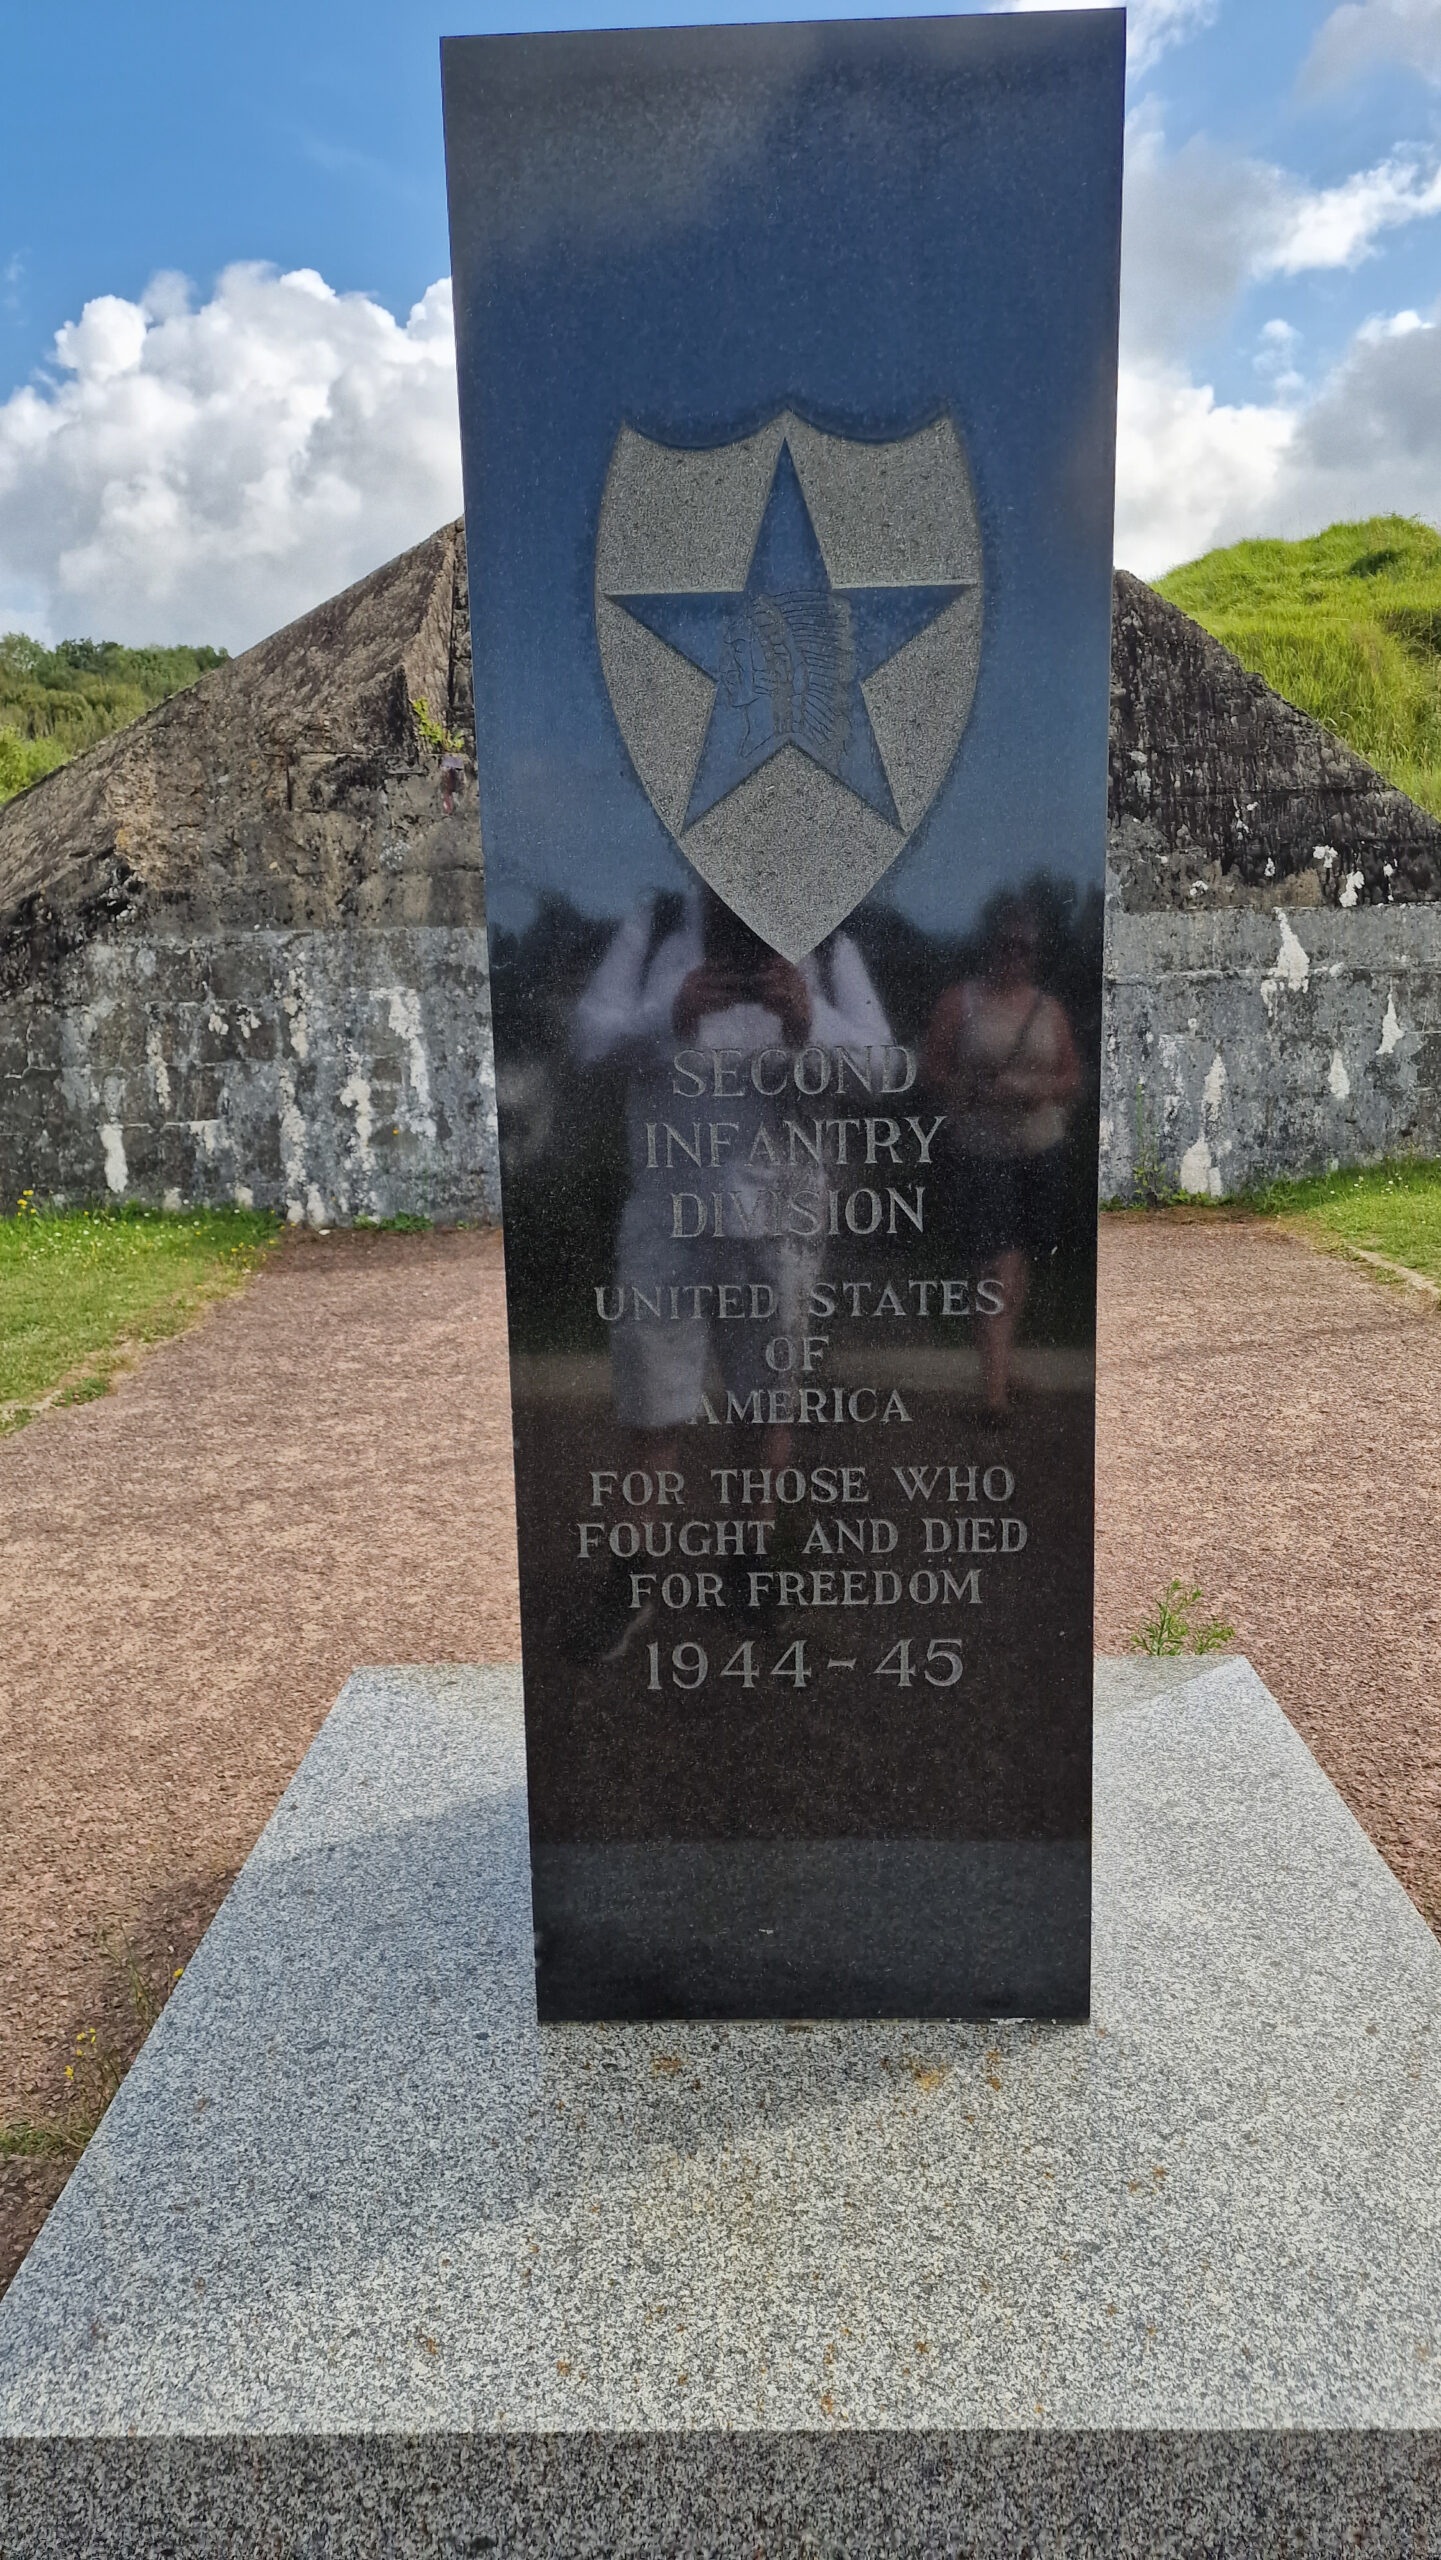 SECOND
INFANTRY
DIVISION
UNITED STATES
OF
AMERICA
FOR THOSE WHO
FOUGHT AND DIED
FOR FREEDOM
1944-45